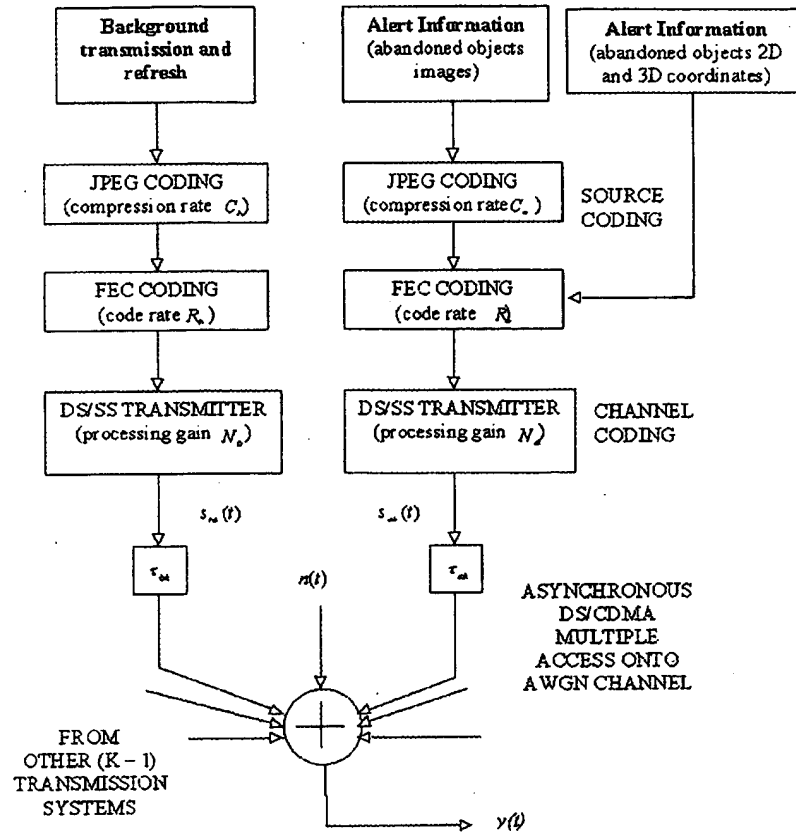 Background
transmission and
refresh
Alert Information
(abandoned objects
images)
Alert Information
(abandoned objects 2D
and 3D coordinates)
JPEG CODING
(compression rate C
JPEG CODING
(compression rate C
SOURCE
CODING
FEC CODING
(code rate R
FEC CODING
(code rate R
DS/SS TRANSMITTER
(processing gain N
DS/SS TRANSMITTER
(processing gain N
CHANNEL
CODING
s (t)
s (t)
τ
n(t)
τ
ASYNCHRONOUS
DS/CDMA
MULTIPLE
ACCESS ONTO
AWGN CHANNEL
FROM
OTHER (K – 1)
TRANSMISSION
SYSTEMS
y(t)